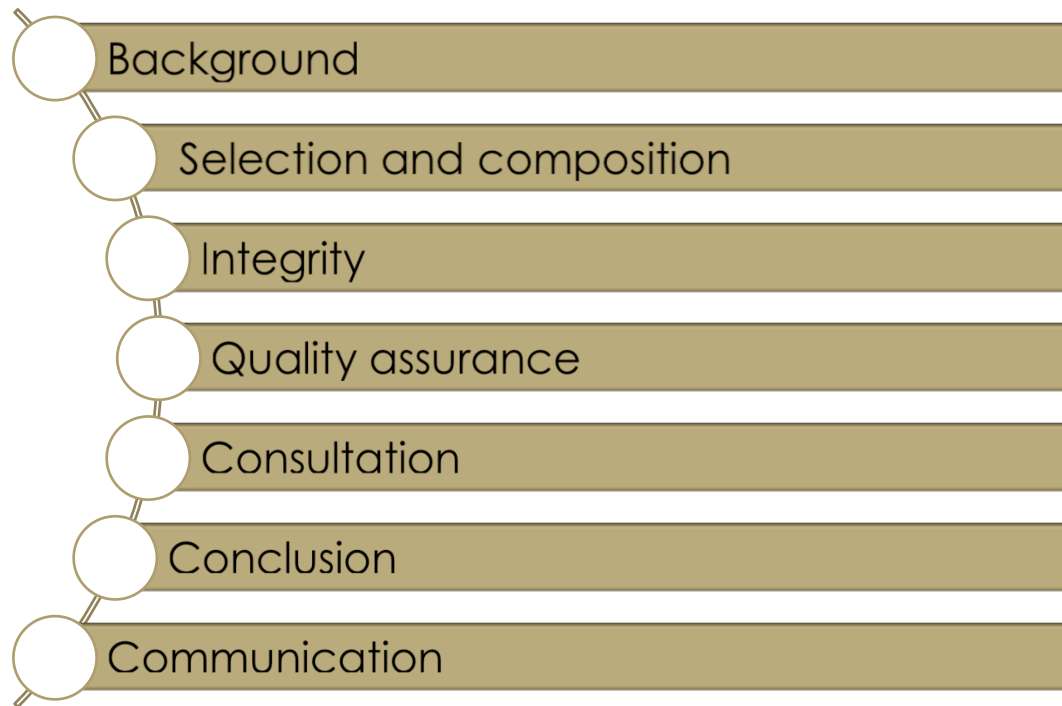 Background
Selection and composition
Integrity
Quality assurance
Consultation
Conclusion
Communication